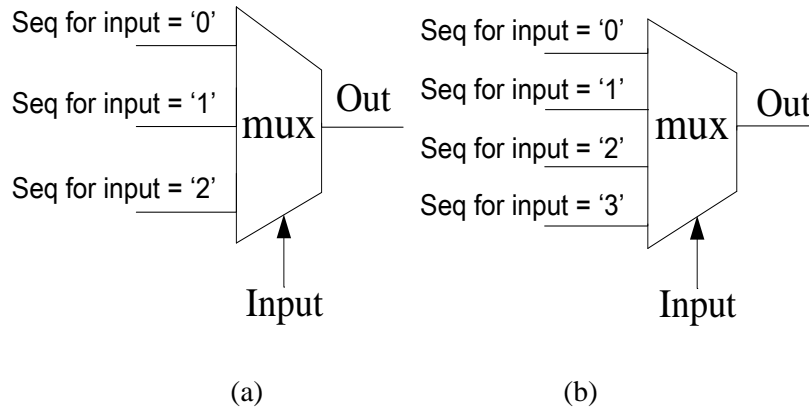 Seq for input = ‘0’
Seq for input = ‘1’
Seq for input = ‘2’
mux
Out
Input
(a)
Seq for input = ‘0’
Seq for input = ‘1’
Seq for input = ‘2’
Seq for input = ‘3’
mux
Out
Input
(b)